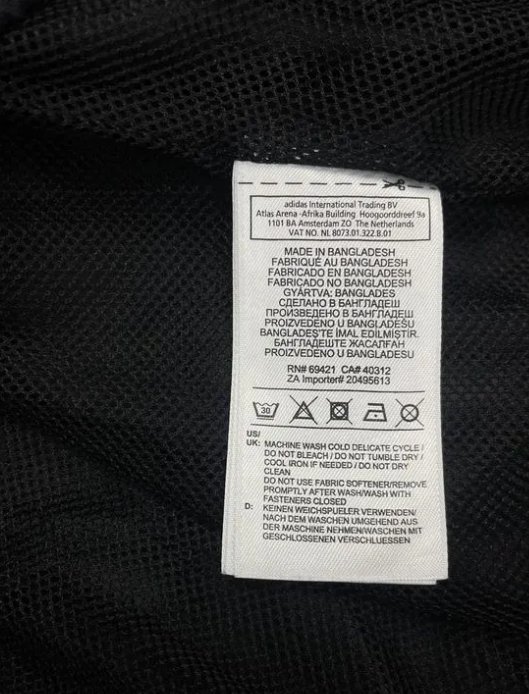 adidas International Trading BV
Atlas Arena -Afrika Building Hoogoorddreef 9a
1101 BA Amsterdam ZO The Netherlands
VAT NO. NL 8073.01.322.B.01
MADE IN BANGLADESH
FABRIQUÉ AU BANGLADESH
FABRICADO EN BANGLADESH
FABRICADO NO BANGLADESH
GYÁRTVA: BANGLADES
СДЕЛАНО В БАНГЛАДЕШ
ПРОИЗВЕДЕНО В БАНГЛАДЕШ
PROIZVEDENO U BANGLADEŠU
BANGLADEŞ'TE İMAL EDİLMİŞTİR.
БАНГЛАДЕШТЕ ЖАСАЛҒАН
PROIZVEDENO U BANGLADESU
RN# 69421 CA# 40312
ZA Importer# 20495613
30
US/
UK: MACHINE WASH COLD DELICATE CYCLE /
DO NOT BLEACH / DO NOT TUMBLE DRY /
COOL IRON IF NEEDED / DO NOT DRY
CLEAN
DO NOT USE FABRIC SOFTENER/REMOVE
PROMPTLY AFTER WASH/WASH WITH
FASTENERS CLOSED
D: KEINEN WEICHSPUELER VERWENDEN/
NACH DEM WASCHEN UMGEHEND AUS
DER MASCHINE NEHMEN/WASCHEN MIT
GESCHLOSSENEN VERSCHLUESSEN